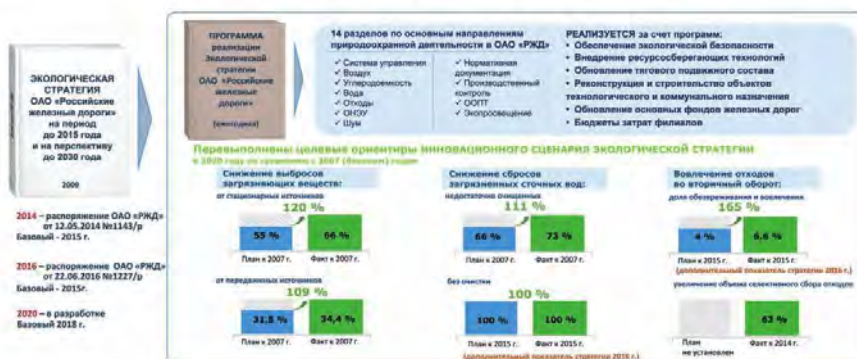 ЭКОЛОГИЧЕСКАЯ
СТРАТЕГИЯ
ОАО «Российские
железные дороги»
на период
до 2015 года
и на перспективу
до 2030 года
2009
2014 – распоряжение ОАО «РЖД»
от 12.05.2014 №1143/р
Базовый - 2015 г.
2016 – распоряжение ОАО «РЖД»
от 22.06.2016 №1227/р
Базовый - 2015г.
2020 – в разработке
Базовый 2018 г.
ПРОГРАММА
реализации
Экологической
стратегии
ОАО «Российские
железные
дороги»
(ежегодная)
14 разделов по основным направлениям
природоохранной деятельности в ОАО «РЖД»
✓ Система управления
✓ Воздух
✓ Углеродоемкость
✓ Вода
✓ Отходы
✓ ОНЗУ
✓ Шум
✓ Нормативная
документация
✓ Производственный
контроль
✓ ООПТ
✓ Экопросвещение
РЕАЛИЗУЕТСЯ за счет программ:
• Обеспечение экологической безопасности
• Внедрение ресурсосберегающих технологий
• Обновление тягового подвижного состава
• Реконструкция и строительство объектов
технологического и коммунального назначения
• Обновление основных фондов железных дорог
• Бюджеты затрат филиалов
Перевыполнены целевые ориентиры ИННОВАЦИОННОГО СЦЕНАРИЯ ЭКОЛОГИЧЕСКОЙ СТРАТЕГИИ
в 2020 году по сравнению с 2007 (базовым) годом
Снижение выбросов
загрязняющих веществ:
от стационарных источников
120 %
55 % 66 %
План к 2007 г. Факт к 2007 г.
от передвижных источников
109 %
31,5 % 34,4 %
План к 2007 г. Факт к 2007 г.
Снижение сбросов
загрязненных сточных вод:
недостаточно очищенных
111 %
66 % 73 %
План к 2007 г. Факт к 2007 г.
без очистки
100 %
100 % 100 %
План к 2015 г. Факт к 2015 г.
(дополнительный показатель стратегии 2016 г.)
Вовлечение отходов
во вторичный оборот:
доля обезвреживания и вовлечения
165 %
4 % 6,6 %
План к 2015 г. Факт к 2015 г.
(дополнительный показатель стратегии 2016 г.)
увеличение объема селективного сбора отходов
63 %
План
не установлен
Факт к 2014 г.